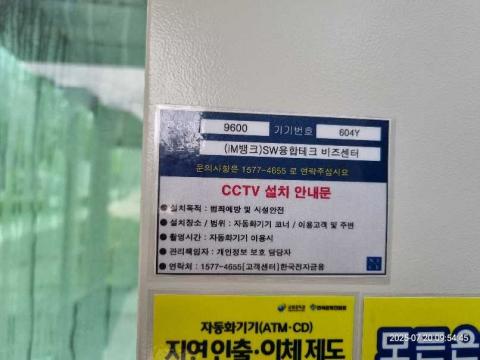 9600 기기번호 604Y
(iM뱅크)SW융합테크 비즈센터
문의사항은 1577-4655 로 연락주십시요
CCTV 설치 안내문
● 설치목적 : 범죄예방 및 시설안전
● 설치장소 / 범위 : 자동화기기 코너 / 이용고객 및 주변
● 촬영시간 : 자동화기기 이용시
● 관리책임자 : 개인정보 보호 담당자
● 연락처 : 1577-4655[고객센터]한국전자금융
자동화기기(ATM·CD)
지연인출·이체제도
모든은
2025-07-20 09:54:45